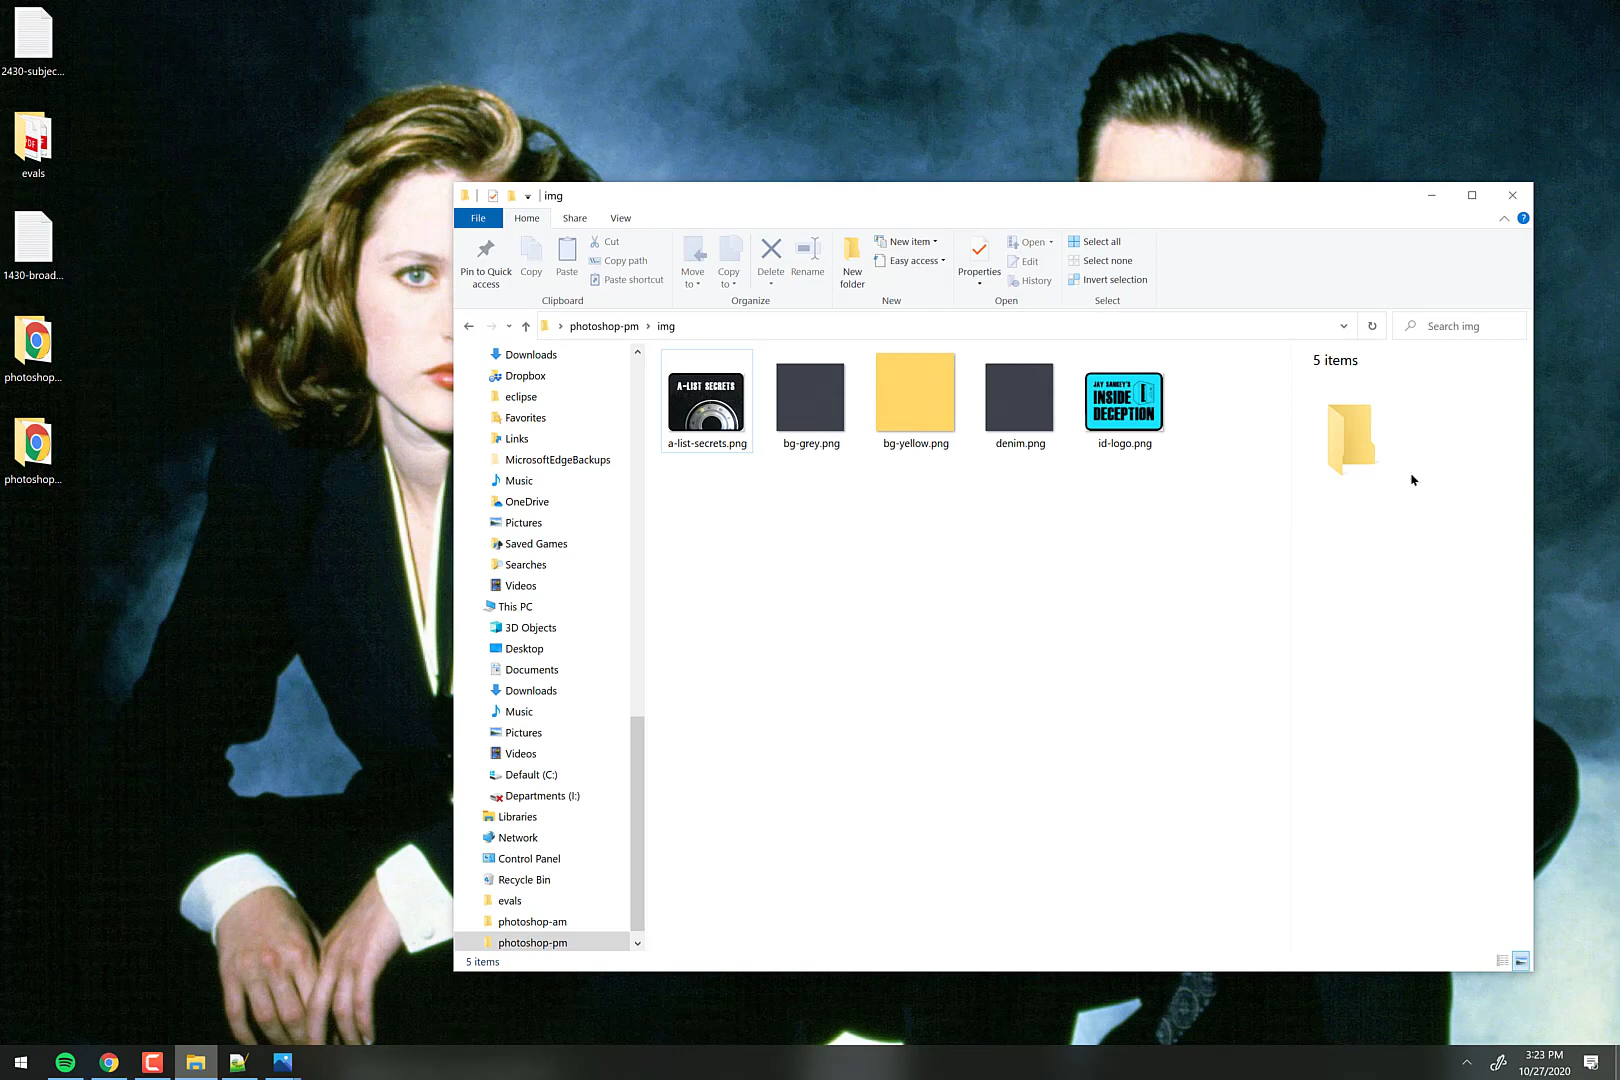 2430-subjec...
evals
1430-broad...
photoshop...
photoshop...
img
File Home Share View
Pin to Quick access
Copy
Paste
Cut
Copy path
Paste shortcut
Clipboard
Move to
Copy to
Delete
Rename
Organize
New folder
New item
Easy access
New
Properties
Open
Edit
History
Open
Select all
Select none
Invert selection
Select
photoshop-pm > img
Search img
Downloads
Dropbox
eclipse
Favorites
Links
MicrosoftEdgeBackups
Music
OneDrive
Pictures
Saved Games
Searches
Videos
This PC
3D Objects
Desktop
Documents
Downloads
Music
Pictures
Videos
Default (C:)
Departments (I:)
Libraries
Network
Control Panel
Recycle Bin
evals
photoshop-am
photoshop-pm
A-LIST SECRETS
a-list-secrets.png
bg-grey.png
bg-yellow.png
denim.png
JAY SANKEY'S
INSIDE
DECEPTION
id-logo.png
5 items
5 items
3:23 PM
10/27/2020